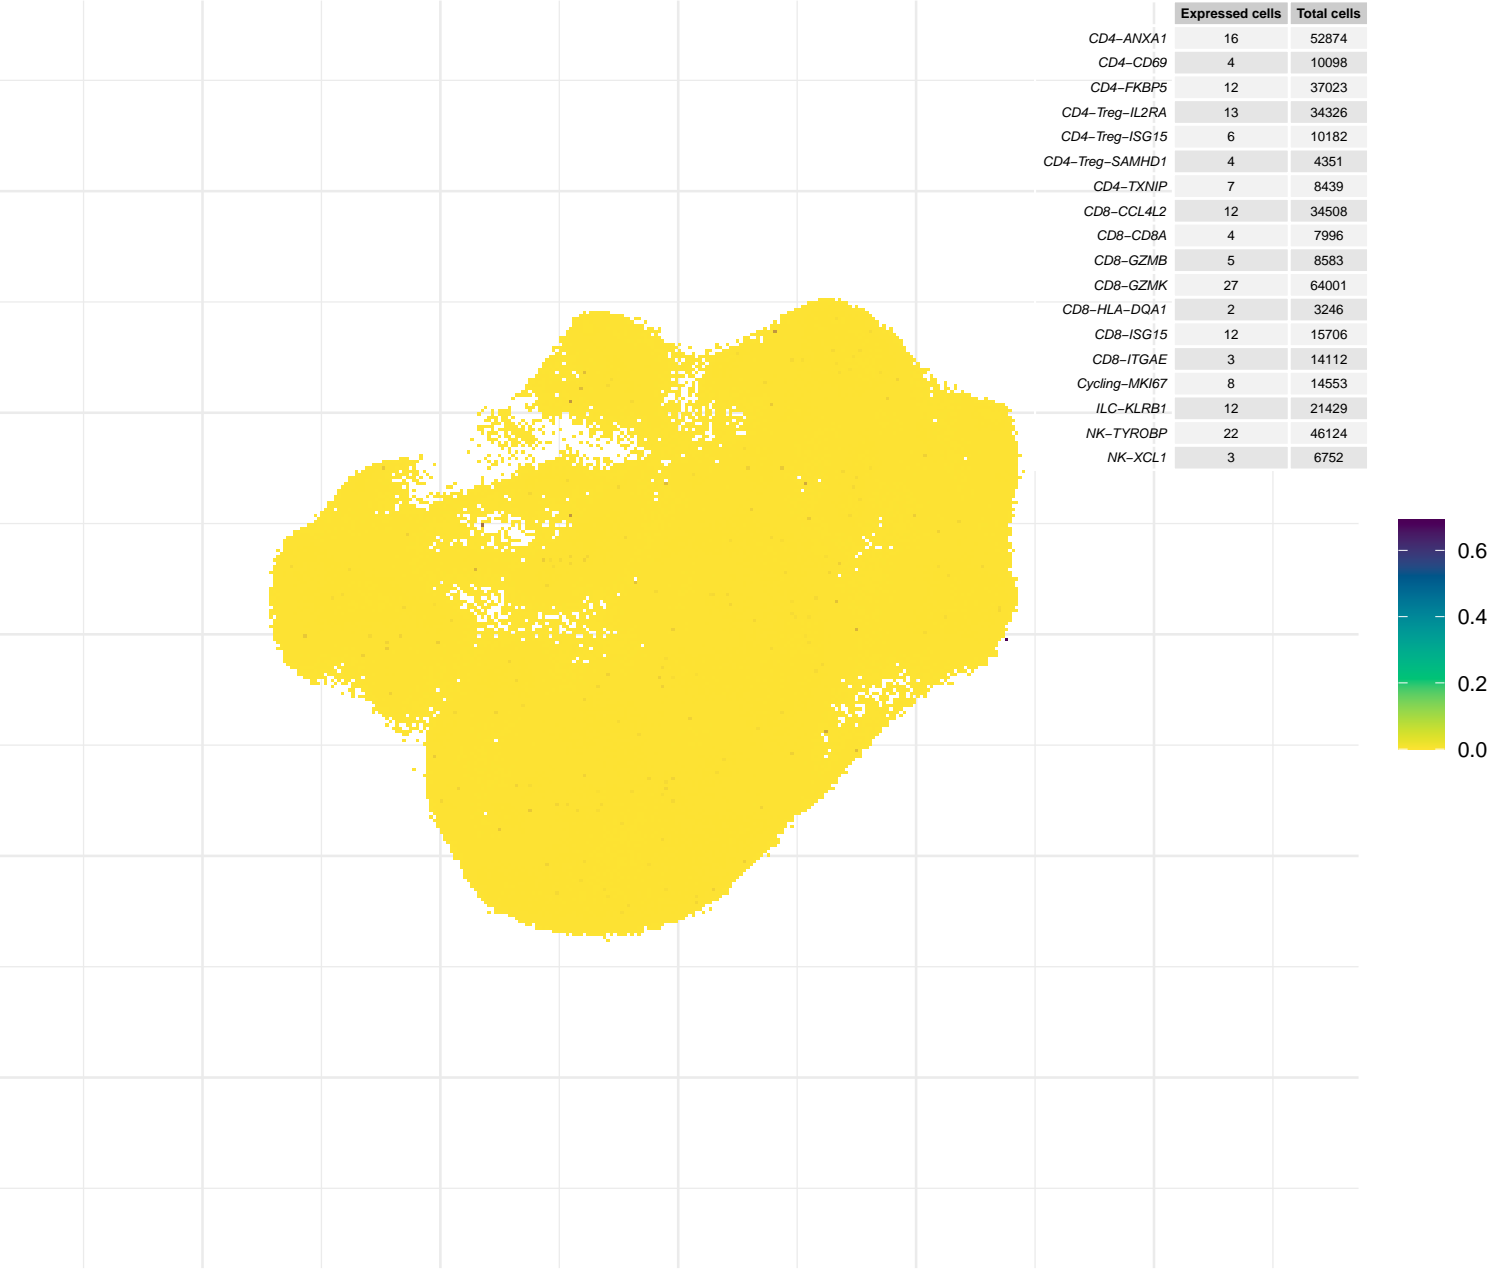 Expressed cells Total cells
CD4−ANXA1 16 52874
CD4−CD69 4 10098
CD4−FKBP5 12 37023
CD4−Treg−IL2RA 13 34326
CD4−Treg−ISG15 6 10182
CD4−Treg−SAMHD1 4 4351
CD4−TXNIP 7 8439
CD8−CCL4L2 12 34508
CD8−CD8A 4 7996
CD8−GZMB 5 8583
CD8−GZMK 27 64001
CD8−HLA−DQA1 2 3246
CD8−ISG15 12 15706
CD8−ITGAE 3 14112
Cycling−MKI67 8 14553
ILC−KLRB1 12 21429
NK−TYROBP 22 46124
NK−XCL1 3 6752
0.6
0.4
0.2
0.0